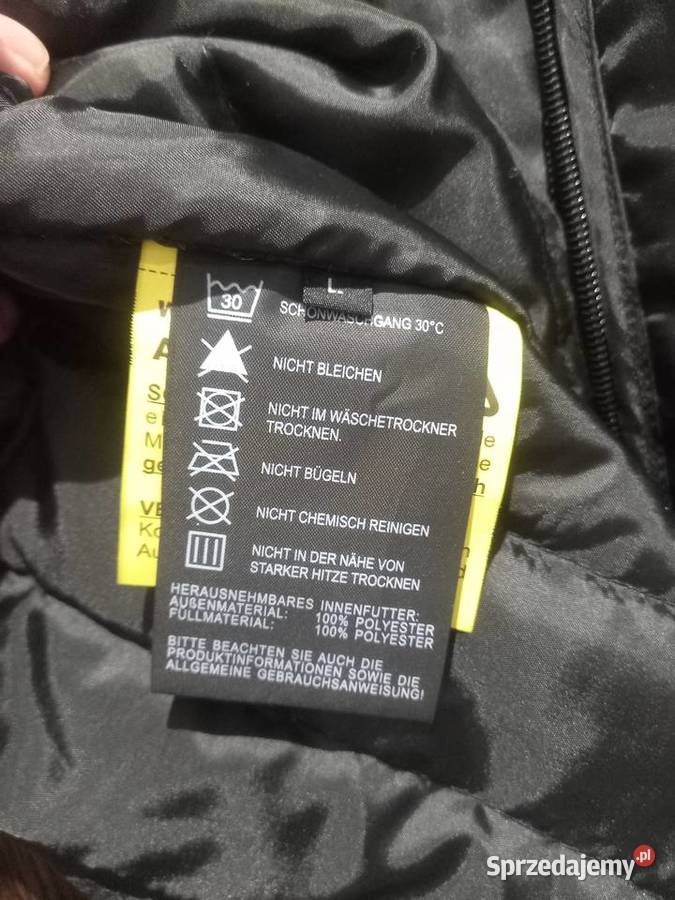 L
30
SCHONWASCHGANG 30°C
NICHT BLEICHEN
NICHT IM WÄSCHETROCKNER
TROCKNEN.
NICHT BÜGELN
NICHT CHEMISCH REINIGEN
NICHT IN DER NÄHE VON
STARKER HITZE TROCKNEN
HERAUSNEHMBARES INNENFUTTER:
AUßENMATERIAL: 100% POLYESTER
FÜLLMATERIAL: 100% POLYESTER
BITTE BEACHTEN SIE AUCH DIE
PRODUKTINFORMATIONEN SOWIE DIE
ALLGEMEINE GEBRAUCHSANWEISUNG!
Sprzedajemy.pl